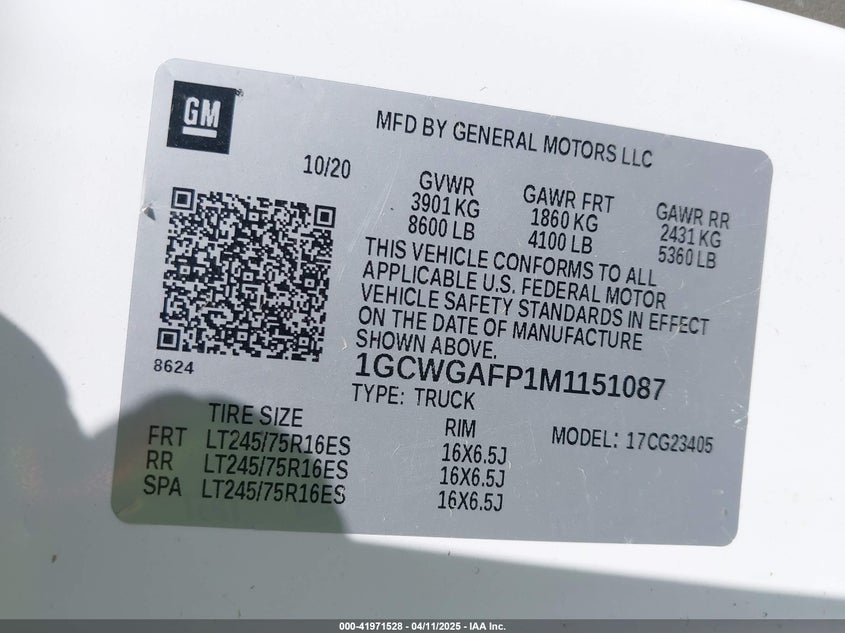 GM
MFD BY GENERAL MOTORS LLC
10/20
GVWR
3901 KG
8600 LB
GAWR FRT
1860 KG
4100 LB
GAWR RR
2431 KG
5360 LB
THIS VEHICLE CONFORMS TO ALL
APPLICABLE U.S. FEDERAL MOTOR
VEHICLE SAFETY STANDARDS IN EFFECT
ON THE DATE OF MANUFACTURE
SHOWN ABOVE.
8624
1GCWGAFP1M1151087
TYPE: TRUCK
MODEL: 17CG23405
TIRE SIZE
RIM
FRT LT245/75R16ES 16X6.5J
RR LT245/75R16ES 16X6.5J
SPA LT245/75R16ES 16X6.5J
000-41971528 - 04/11/2025 - IAA Inc.